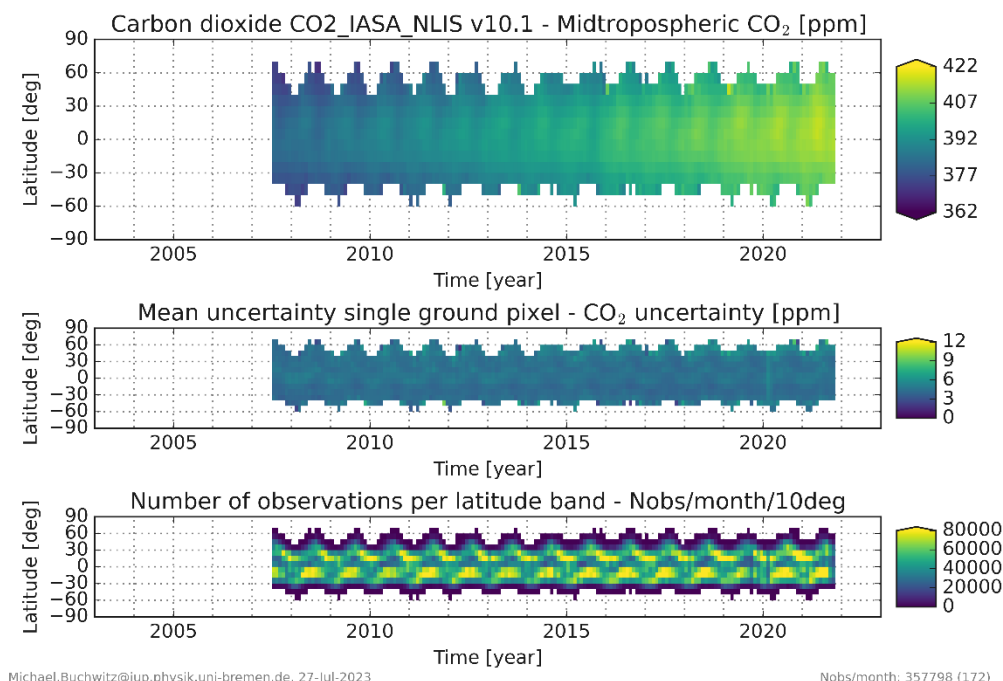 Carbon dioxide CO2_IASA_NLIS v10.1 - Midtropospheric CO₂ [ppm]
90
60
30
0
−30
−60
−90
Latitude [deg]
2005 2010 2015 2020
Time [year]
422
407
392
377
362
Mean uncertainty single ground pixel - CO₂ uncertainty [ppm]
90
60
30
0
−30
−60
−90
Latitude [deg]
2005 2010 2015 2020
Time [year]
12
9
6
3
0
Number of observations per latitude band - Nobs/month/10deg
90
60
30
0
−30
−60
−90
Latitude [deg]
2005 2010 2015 2020
Time [year]
80000
60000
40000
20000
0
Michael.Buchwitz@iup.physik.uni-bremen.de, 27-Jul-2023
Nobs/month: 357798 (172)